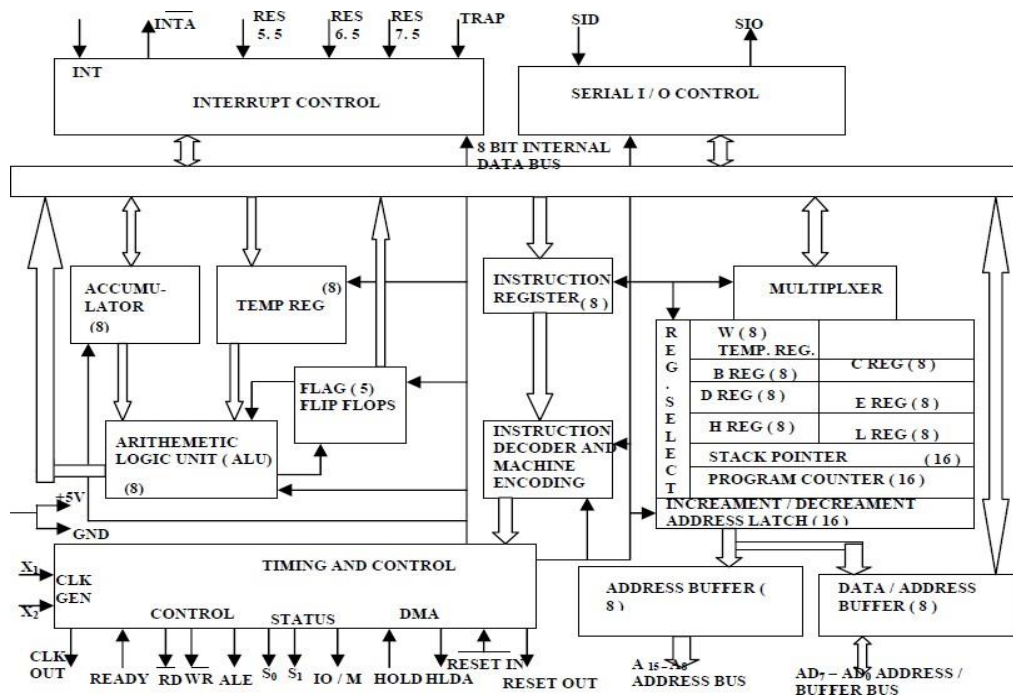 INTA
RES 5. 5
RES 6. 5
RES 7. 5
TRAP
SID
SIO
INT
INTERRUPT CONTROL
SERIAL I / O CONTROL
8 BIT INTERNAL
DATA BUS
ACCUMU-
LATOR
(8)
(8)
TEMP REG
INSTRUCTION
REGISTER ( 8 )
MULTIPLXER
REG. SELECT
W ( 8 )
TEMP. REG.
B REG ( 8 )
C REG ( 8 )
D REG ( 8 )
E REG ( 8 )
H REG ( 8 )
L REG ( 8 )
STACK POINTER ( 16 )
PROGRAM COUNTER ( 16 )
INCREAMENT / DECREAMENT
ADDRESS LATCH ( 16 )
FLAG ( 5 )
FLIP FLOPS
ARITHEMETIC
LOGIC UNIT ( ALU)
(8)
INSTRUCTION
DECODER AND
MACHINE
ENCODING
+5V
GND
TIMING AND CONTROL
X1
X2
CLK
GEN
CONTROL
STATUS
DMA
ADDRESS BUFFER (
8 )
DATA / ADDRESS
BUFFER ( 8 )
CLK
OUT
READY
RD
WR
ALE
S0
S1
IO / M
HOLD
HLDA
RESET IN
RESET OUT
A 15 – A8
ADDRESS BUS
AD7 – AD0 ADDRESS /
BUFFER BUS